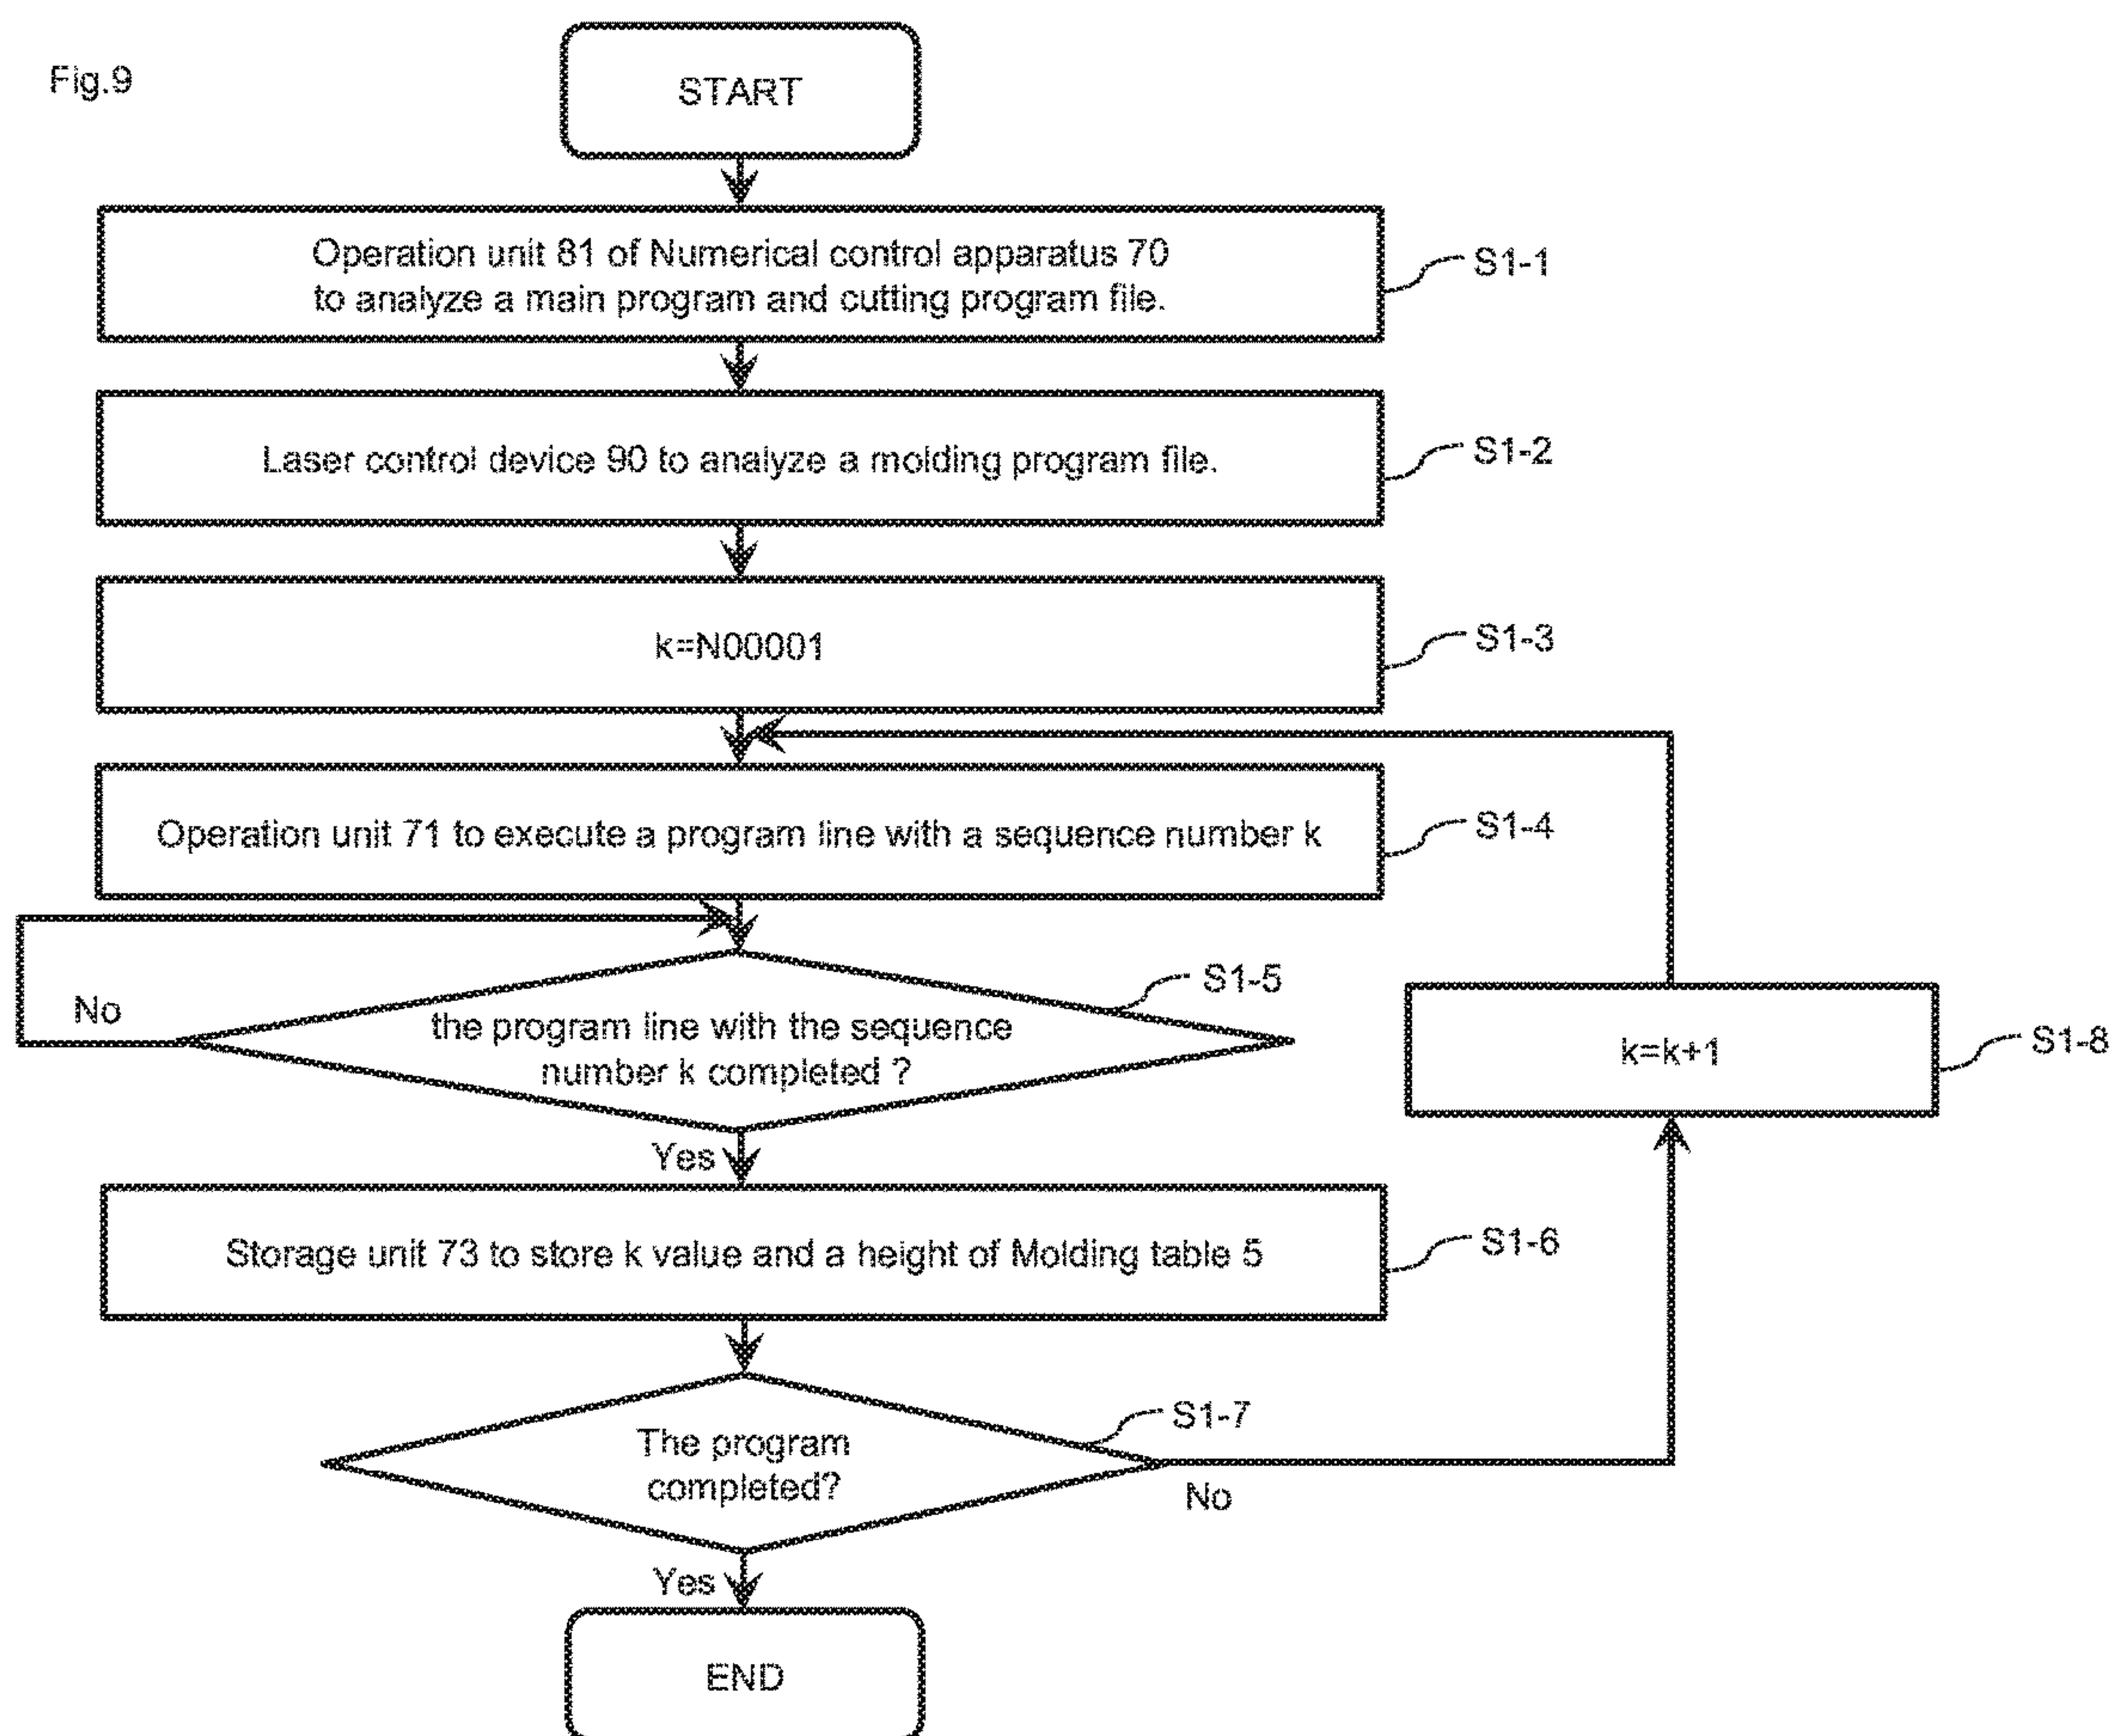 Fig.9
START
Operation unit 81 of Numerical control apparatus 70
to analyze a main program and cutting program file.
S1-1
Laser control device 90 to analyze a molding program file.
S1-2
k=N00001
S1-3
Operation unit 71 to execute a program line with a sequence number k
S1-4
No
S1-5
the program line with the sequence
number k completed ?
k=k+1
S1-8
Yes
Storage unit 73 to store k value and a height of Molding table 5
S1-6
S1-7
The program
completed?
No
Yes
END